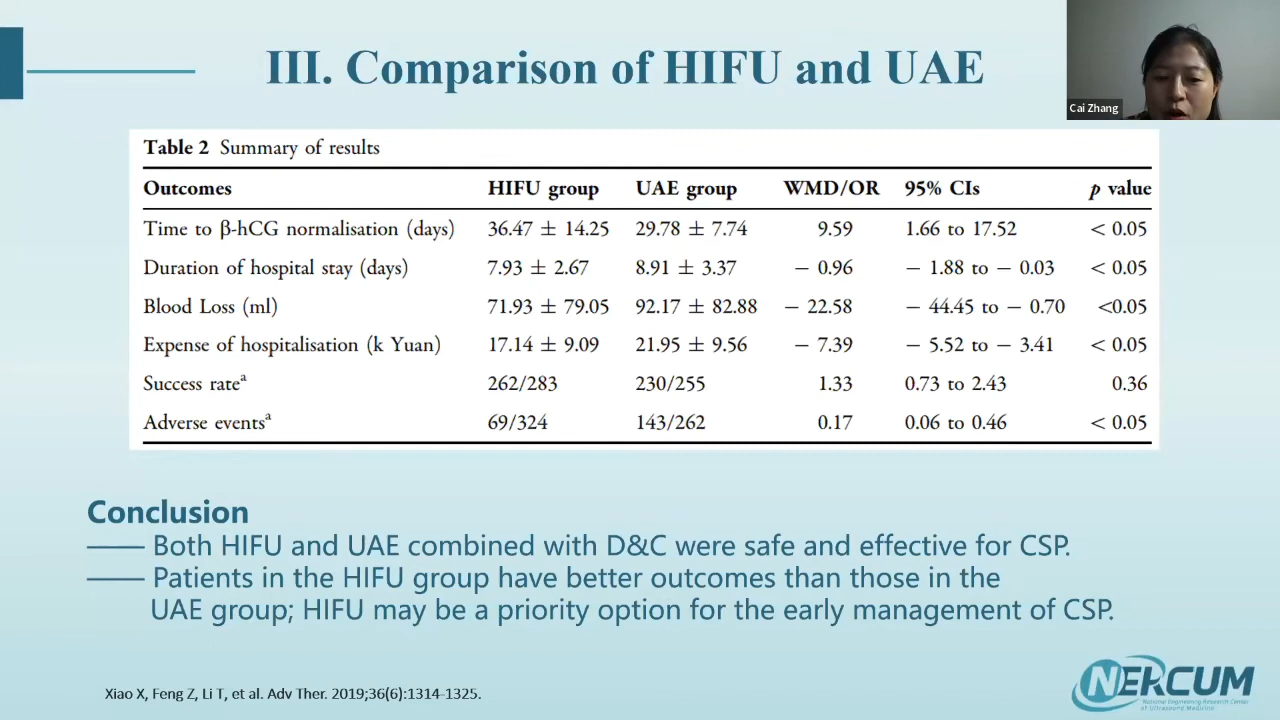 III. Comparison of HIFU and UAE
Cai Zhang
Table 2 Summary of results
Outcomes HIFU group UAE group WMD/OR 95% CIs p value
Time to β-hCG normalisation (days) 36.47 ± 14.25 29.78 ± 7.74 9.59 1.66 to 17.52 < 0.05
Duration of hospital stay (days) 7.93 ± 2.67 8.91 ± 3.37 − 0.96 − 1.88 to − 0.03 < 0.05
Blood Loss (ml) 71.93 ± 79.05 92.17 ± 82.88 − 22.58 − 44.45 to − 0.70 <0.05
Expense of hospitalisation (k Yuan) 17.14 ± 9.09 21.95 ± 9.56 − 7.39 − 5.52 to − 3.41 < 0.05
Success rateᵃ 262/283 230/255 1.33 0.73 to 2.43 0.36
Adverse eventsᵃ 69/324 143/262 0.17 0.06 to 0.46 < 0.05
Conclusion
—— Both HIFU and UAE combined with D&C were safe and effective for CSP.
—— Patients in the HIFU group have better outcomes than those in the
UAE group; HIFU may be a priority option for the early management of CSP.
Xiao X, Feng Z, Li T, et al. Adv Ther. 2019;36(6):1314-1325.
NERCUM
National Engineering Research Center
of Ultrasound Medicine